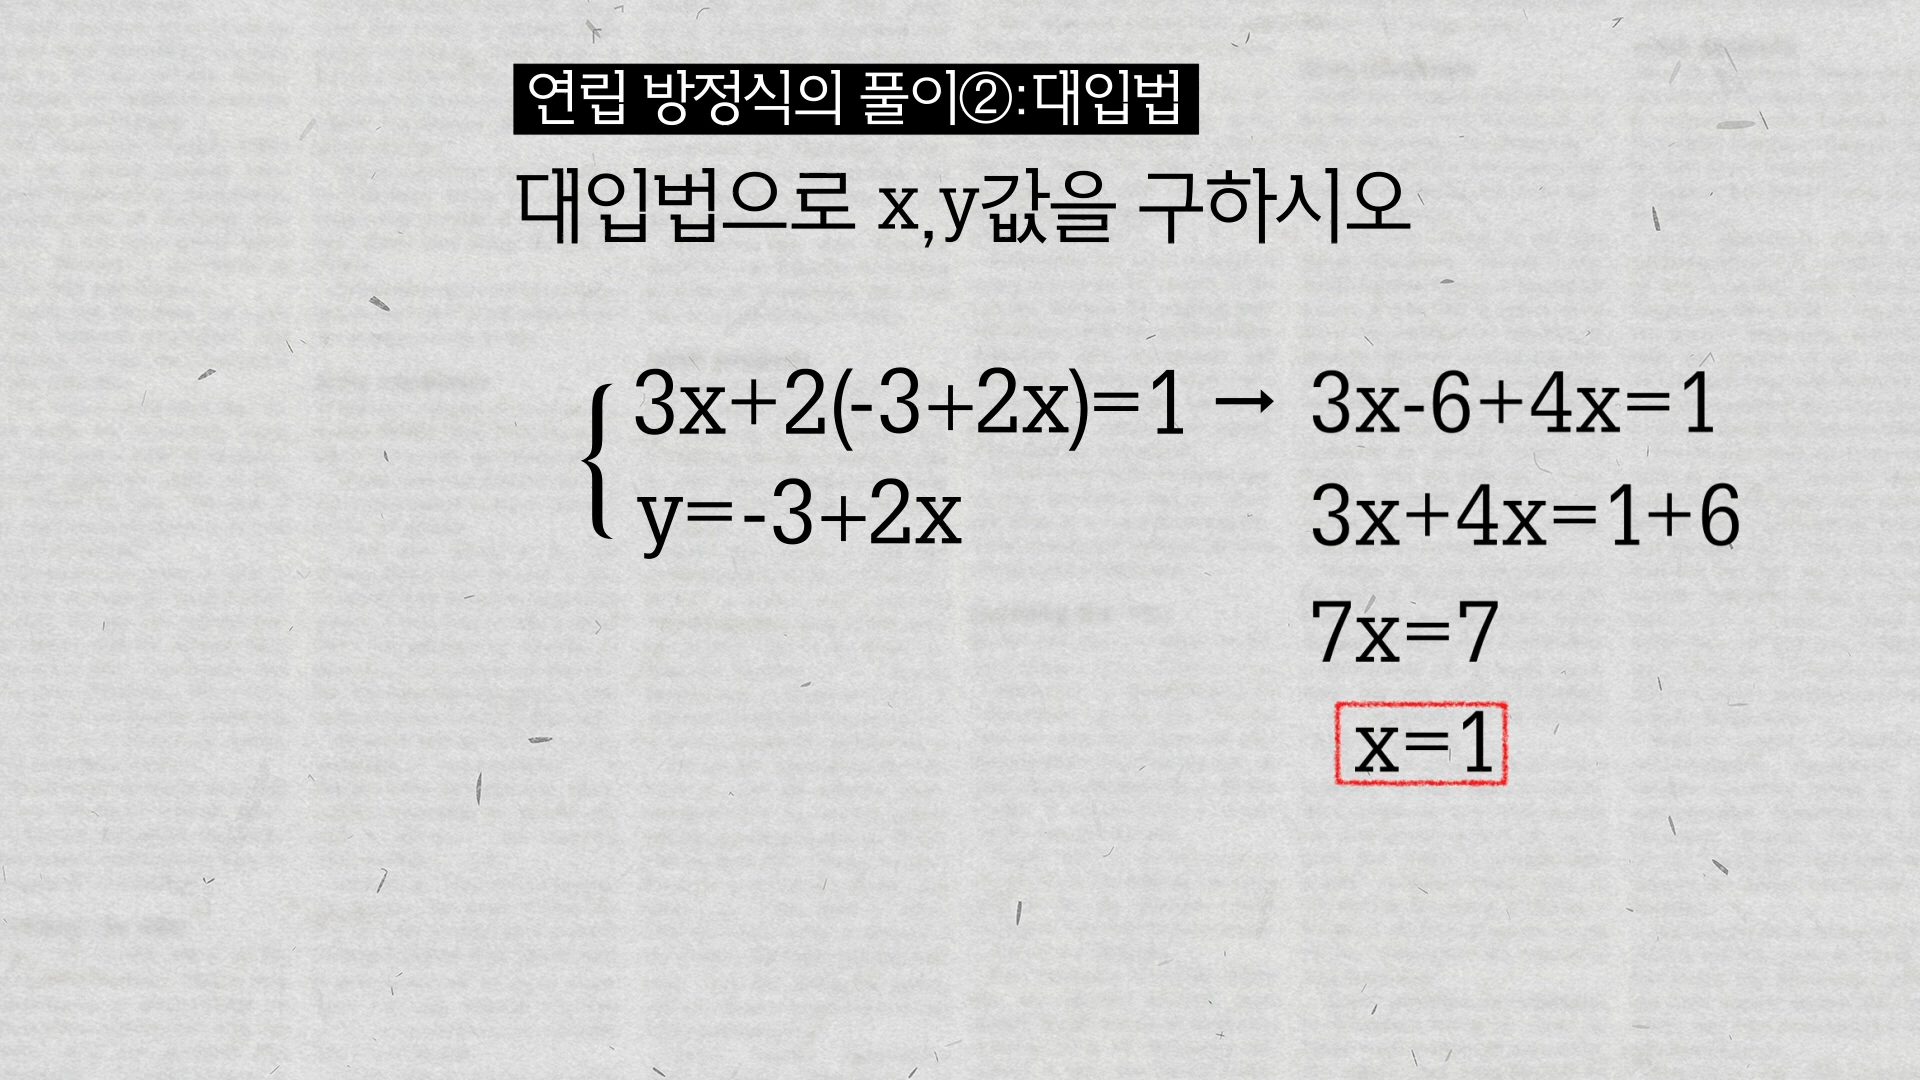 연립 방정식의 풀이②:대입법
대입법으로 x,y값을 구하시오
3x+2(-3+2x)=1 → 3x-6+4x=1
y=-3+2x
3x+4x=1+6
7x=7
x=1